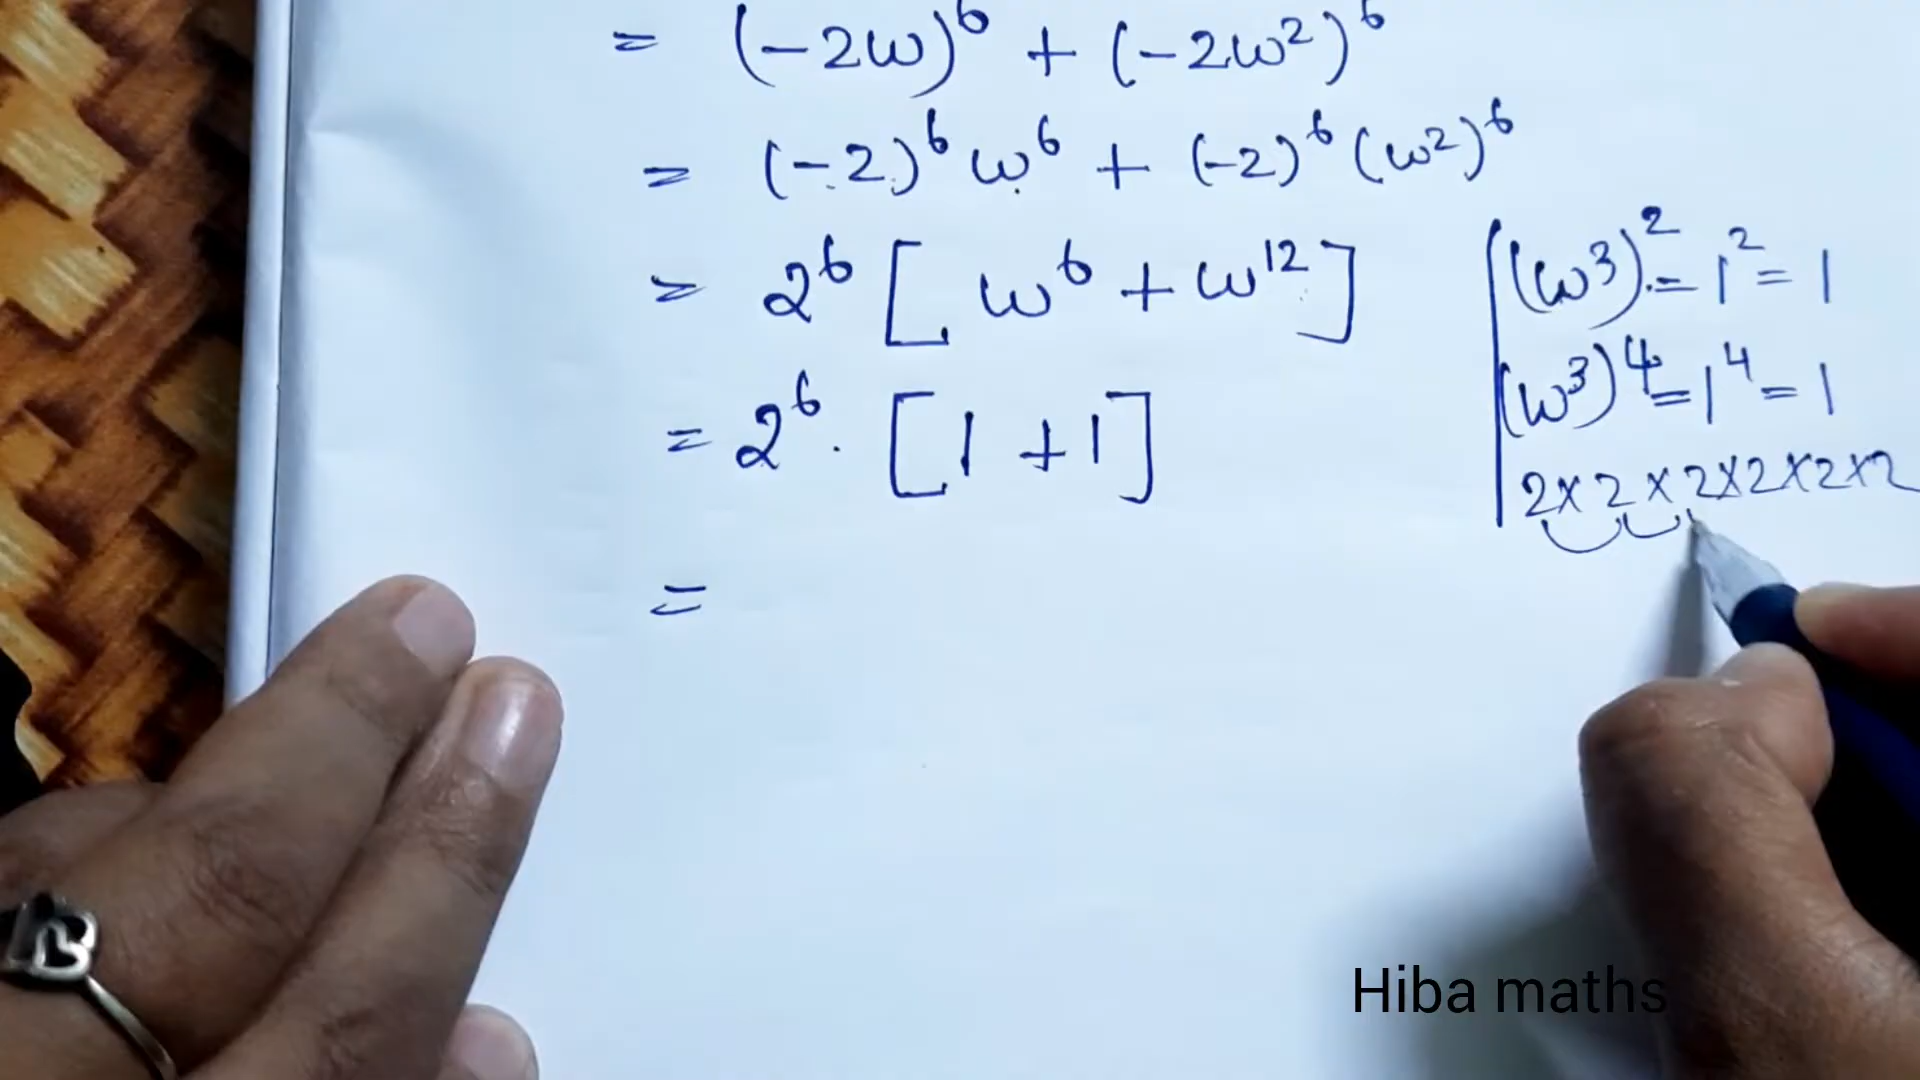 = (-2ω)⁶ + (-2ω²)⁶
= (-2)⁶ ω⁶ + (-2)⁶ (ω²)⁶
= 2⁶ [ ω⁶ + ω¹² ]
(ω³)² = 1² = 1
(ω³)⁴ = 1⁴ = 1
= 2⁶ . [ 1 + 1 ]
2×2×2×2×2×2
=
Hiba maths